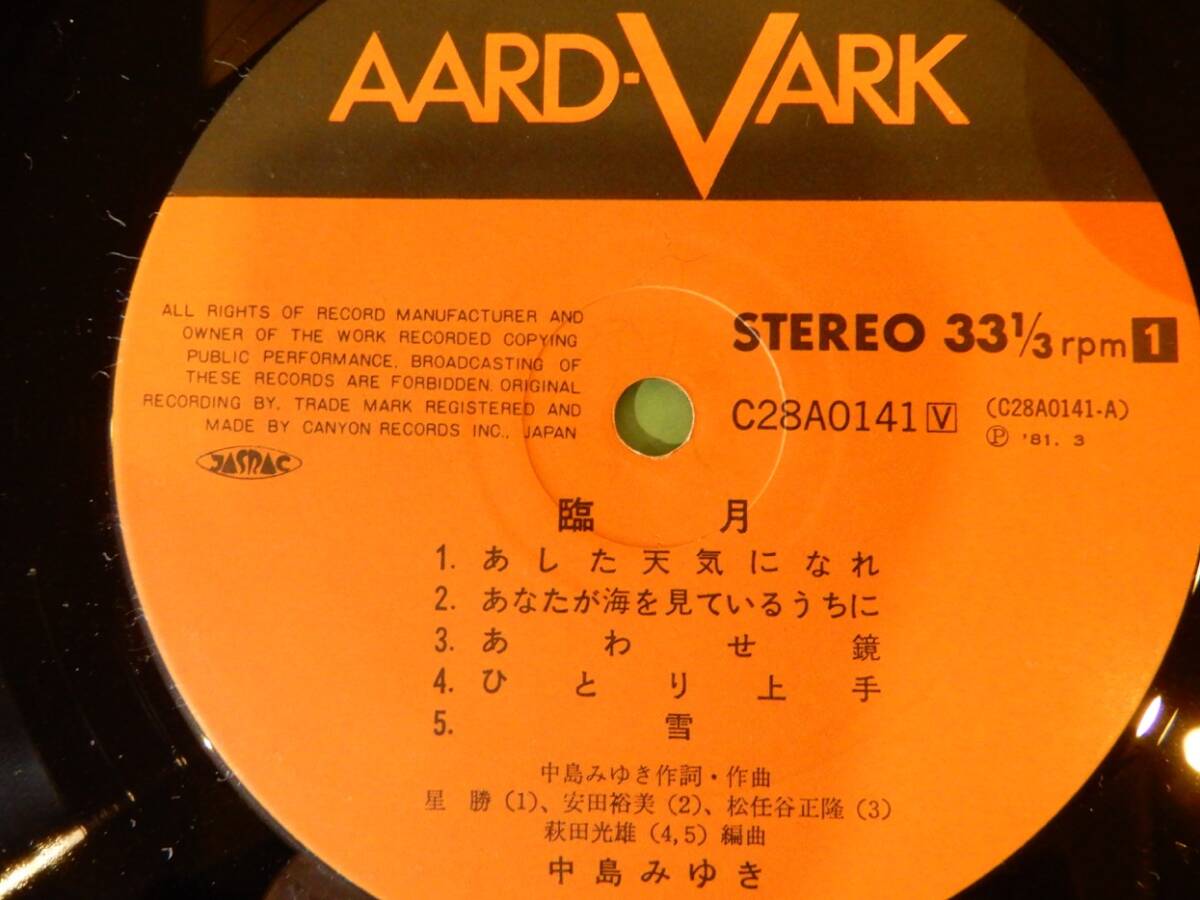 AARD-VARK
ALL RIGHTS OF RECORD MANUFACTURER AND
OWNER OF THE WORK RECORDED COPYING
PUBLIC PERFORMANCE, BROADCASTING OF
THESE RECORDS ARE FORBIDDEN. ORIGINAL
RECORDING BY, TRADE MARK REGISTERED AND
MADE BY CANYON RECORDS INC., JAPAN
JASRAC
STEREO 33⅓rpm 1
C28A0141 V (C28A0141-A)
Ⓟ '81. 3
臨月
1. あした天気になれ
2. あなたが海を見ているうちに
3. あわせ鏡
4. ひとり上手
5. 雪
中島みゆき作詞・作曲
星 勝(1)、安田裕美(2)、松任谷正隆(3)
萩田光雄(4,5)編曲
中島みゆき